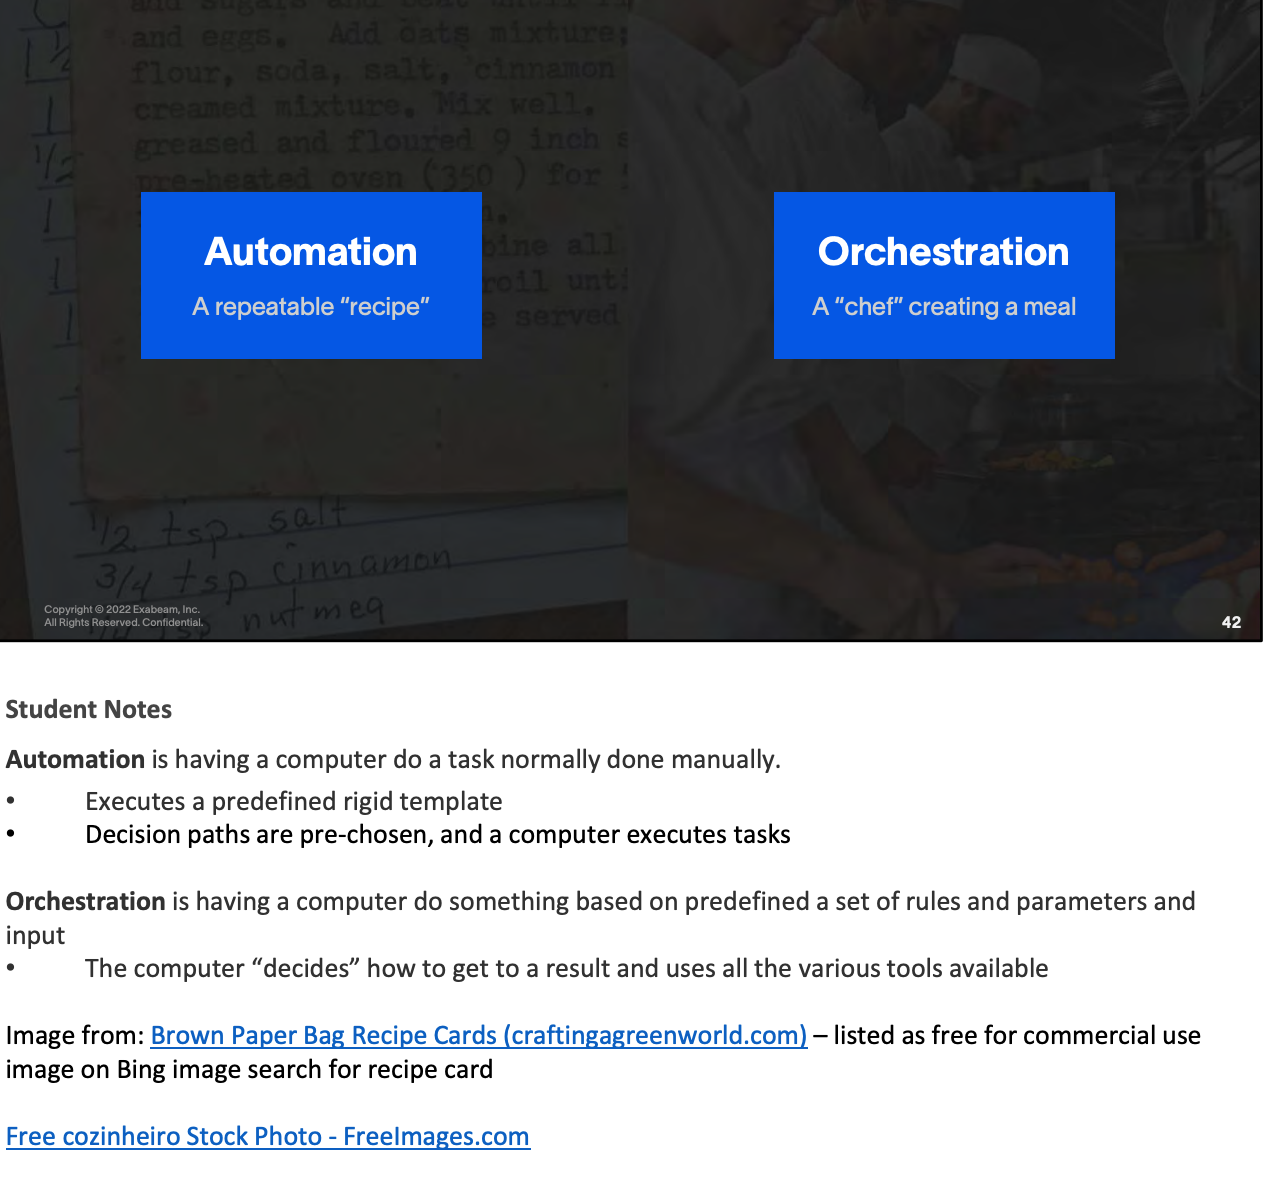 and sugars and beat until
and eggs. Add oats mixture;
flour, soda, salt, cinnamon
creamed mixture. Mix well.
greased and floured 9 inch s
pre-heated oven (350 ) for
bine all
roil unti
e served
1/2 tsp. salt
3/4 tsp cinnamon
tsp nutmeg
Automation
A repeatable “recipe”
Orchestration
A “chef” creating a meal
Copyright © 2022 Exabeam, Inc.
All Rights Reserved. Confidential.
42
Student Notes
Automation is having a computer do a task normally done manually.
• Executes a predefined rigid template
• Decision paths are pre-chosen, and a computer executes tasks
Orchestration is having a computer do something based on predefined a set of rules and parameters and
input
• The computer “decides” how to get to a result and uses all the various tools available
Image from: Brown Paper Bag Recipe Cards (craftingagreenworld.com) – listed as free for commercial use
image on Bing image search for recipe card
Free cozinheiro Stock Photo - FreeImages.com